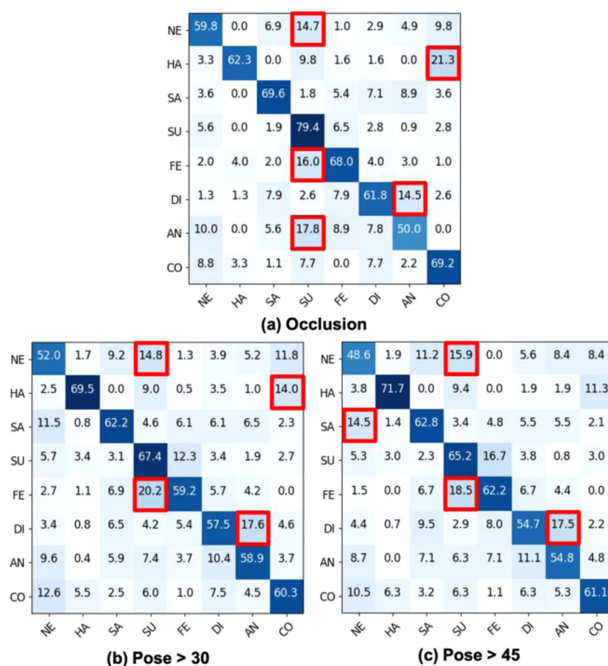 NE 59.8 0.0 6.9 14.7 1.0 2.9 4.9 9.8
HA 3.3 62.3 0.0 9.8 1.6 1.6 0.0 21.3
SA 3.6 0.0 69.6 1.8 5.4 7.1 8.9 3.6
SU 5.6 0.0 1.9 79.4 6.5 2.8 0.9 2.8
FE 2.0 4.0 2.0 16.0 68.0 4.0 3.0 1.0
DI 1.3 1.3 7.9 2.6 7.9 61.8 14.5 2.6
AN 10.0 0.0 5.6 17.8 8.9 7.8 50.0 0.0
CO 8.8 3.3 1.1 7.7 0.0 7.7 2.2 69.2
NE HA SA SU FE DI AN CO
(a) Occlusion
NE 52.0 1.7 9.2 14.8 1.3 3.9 5.2 11.8
HA 2.5 69.5 0.0 9.0 0.5 3.5 1.0 14.0
SA 11.5 0.8 62.2 4.6 6.1 6.1 6.5 2.3
SU 5.7 3.4 3.1 67.4 12.3 3.4 1.9 2.7
FE 2.7 1.1 6.9 20.2 59.2 5.7 4.2 0.0
DI 3.4 0.8 6.5 4.2 5.4 57.5 17.6 4.6
AN 9.6 0.4 5.9 7.4 3.7 10.4 58.9 3.7
CO 12.6 5.5 2.5 6.0 1.0 7.5 4.5 60.3
NE HA SA SU FE DI AN CO
(b) Pose > 30
NE 48.6 1.9 11.2 15.9 0.0 5.6 8.4 8.4
HA 3.8 71.7 0.0 9.4 0.0 1.9 1.9 11.3
SA 14.5 1.4 62.8 3.4 4.8 5.5 5.5 2.1
SU 5.3 3.0 2.3 65.2 16.7 3.8 0.8 3.0
FE 1.5 0.0 6.7 18.5 62.2 6.7 4.4 0.0
DI 4.4 0.7 9.5 2.9 8.0 54.7 17.5 2.2
AN 8.7 0.0 7.1 6.3 7.1 11.1 54.8 4.8
CO 10.5 6.3 3.2 6.3 1.1 6.3 5.3 61.1
NE HA SA SU FE DI AN CO
(c) Pose > 45